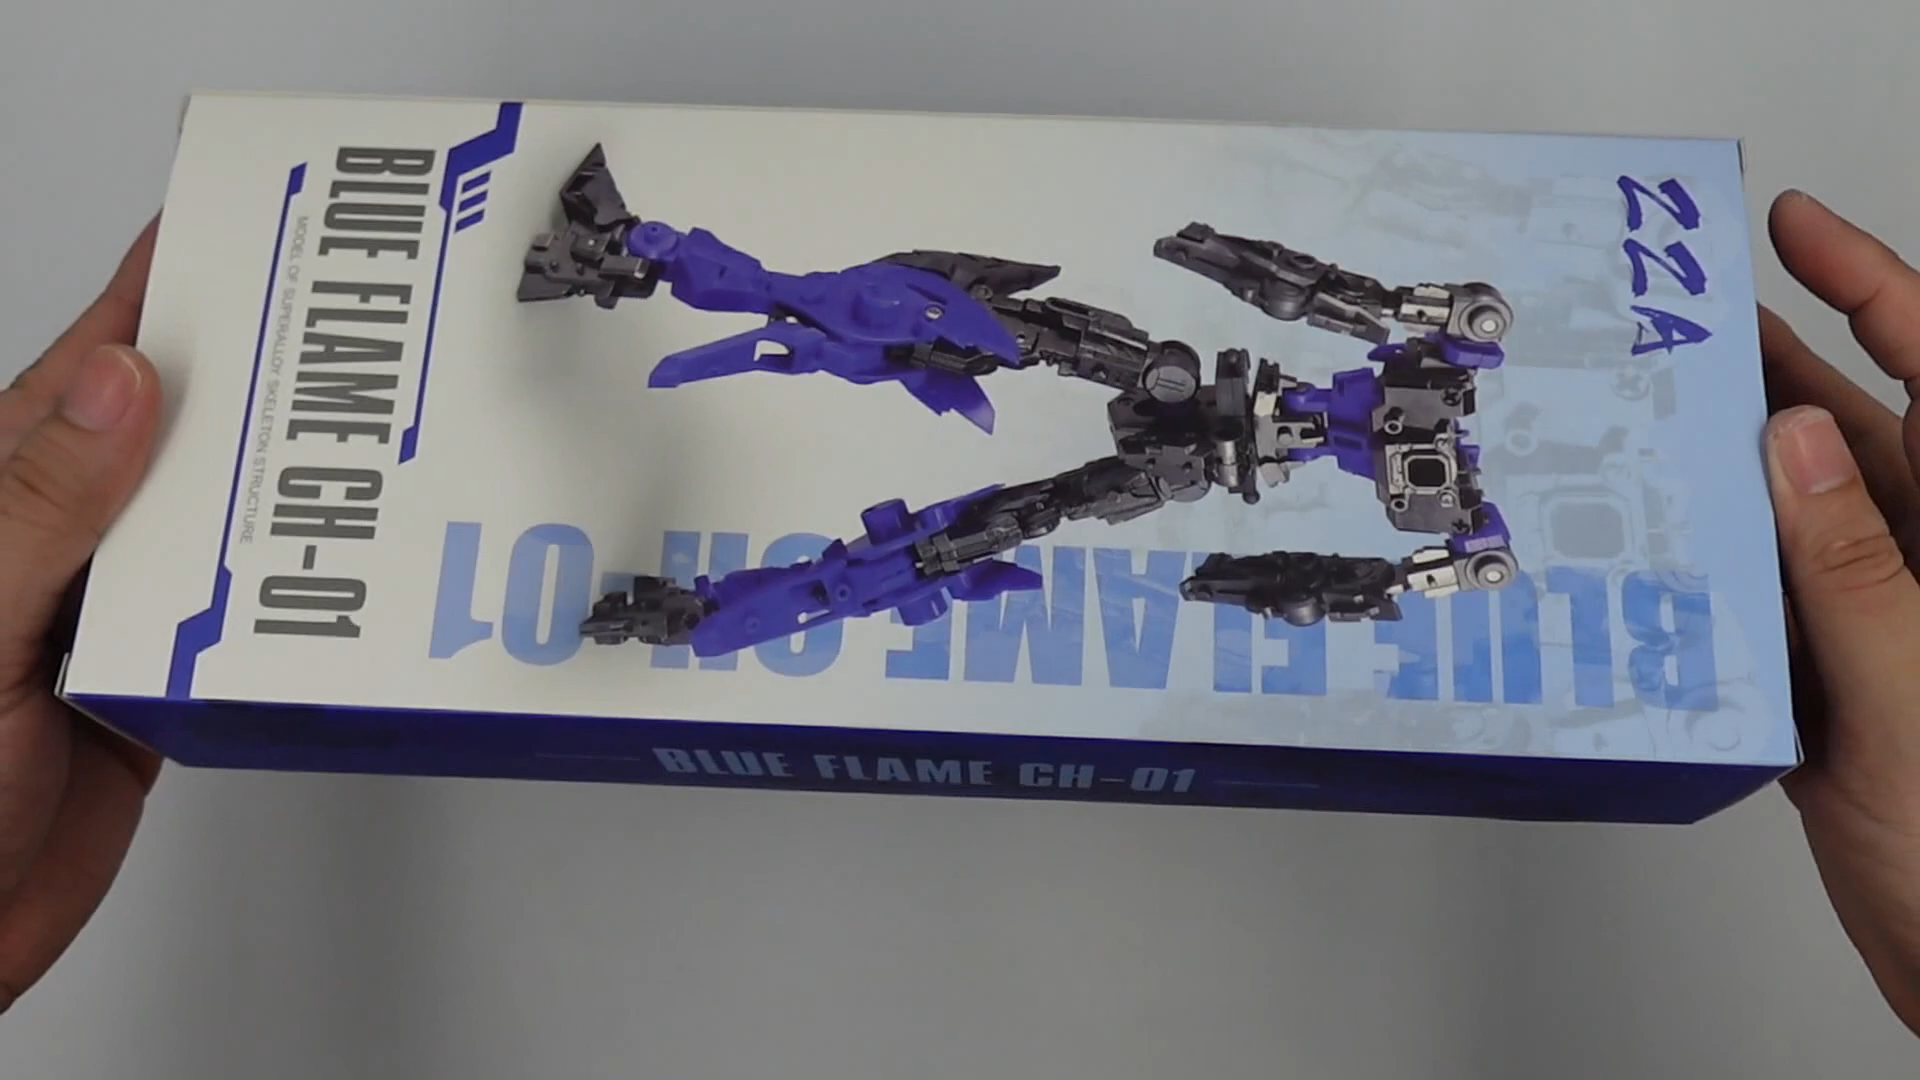 ZZA
BLUE FLAME CH-01
BLUE FLAME CH-01
MODEL OF SUPERALLOY SKELETON STRUCTURE
BLUE FLAME CH-01